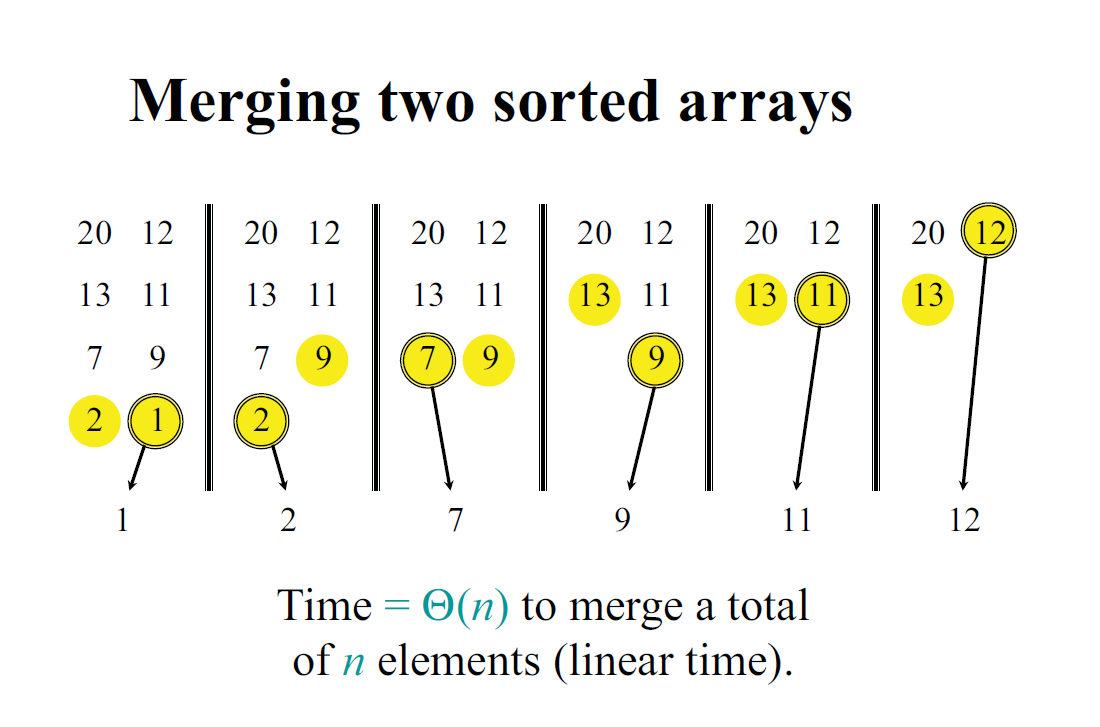 Merging two sorted arrays
20 12 20 12 20 12 20 12 20 12 20 12
13 11 13 11 13 11 13 11 13 11 13
7 9 7 9 7 9 9
2 1 2
1 2 7 9 11 12
Time = Θ(n) to merge a total
of n elements (linear time).